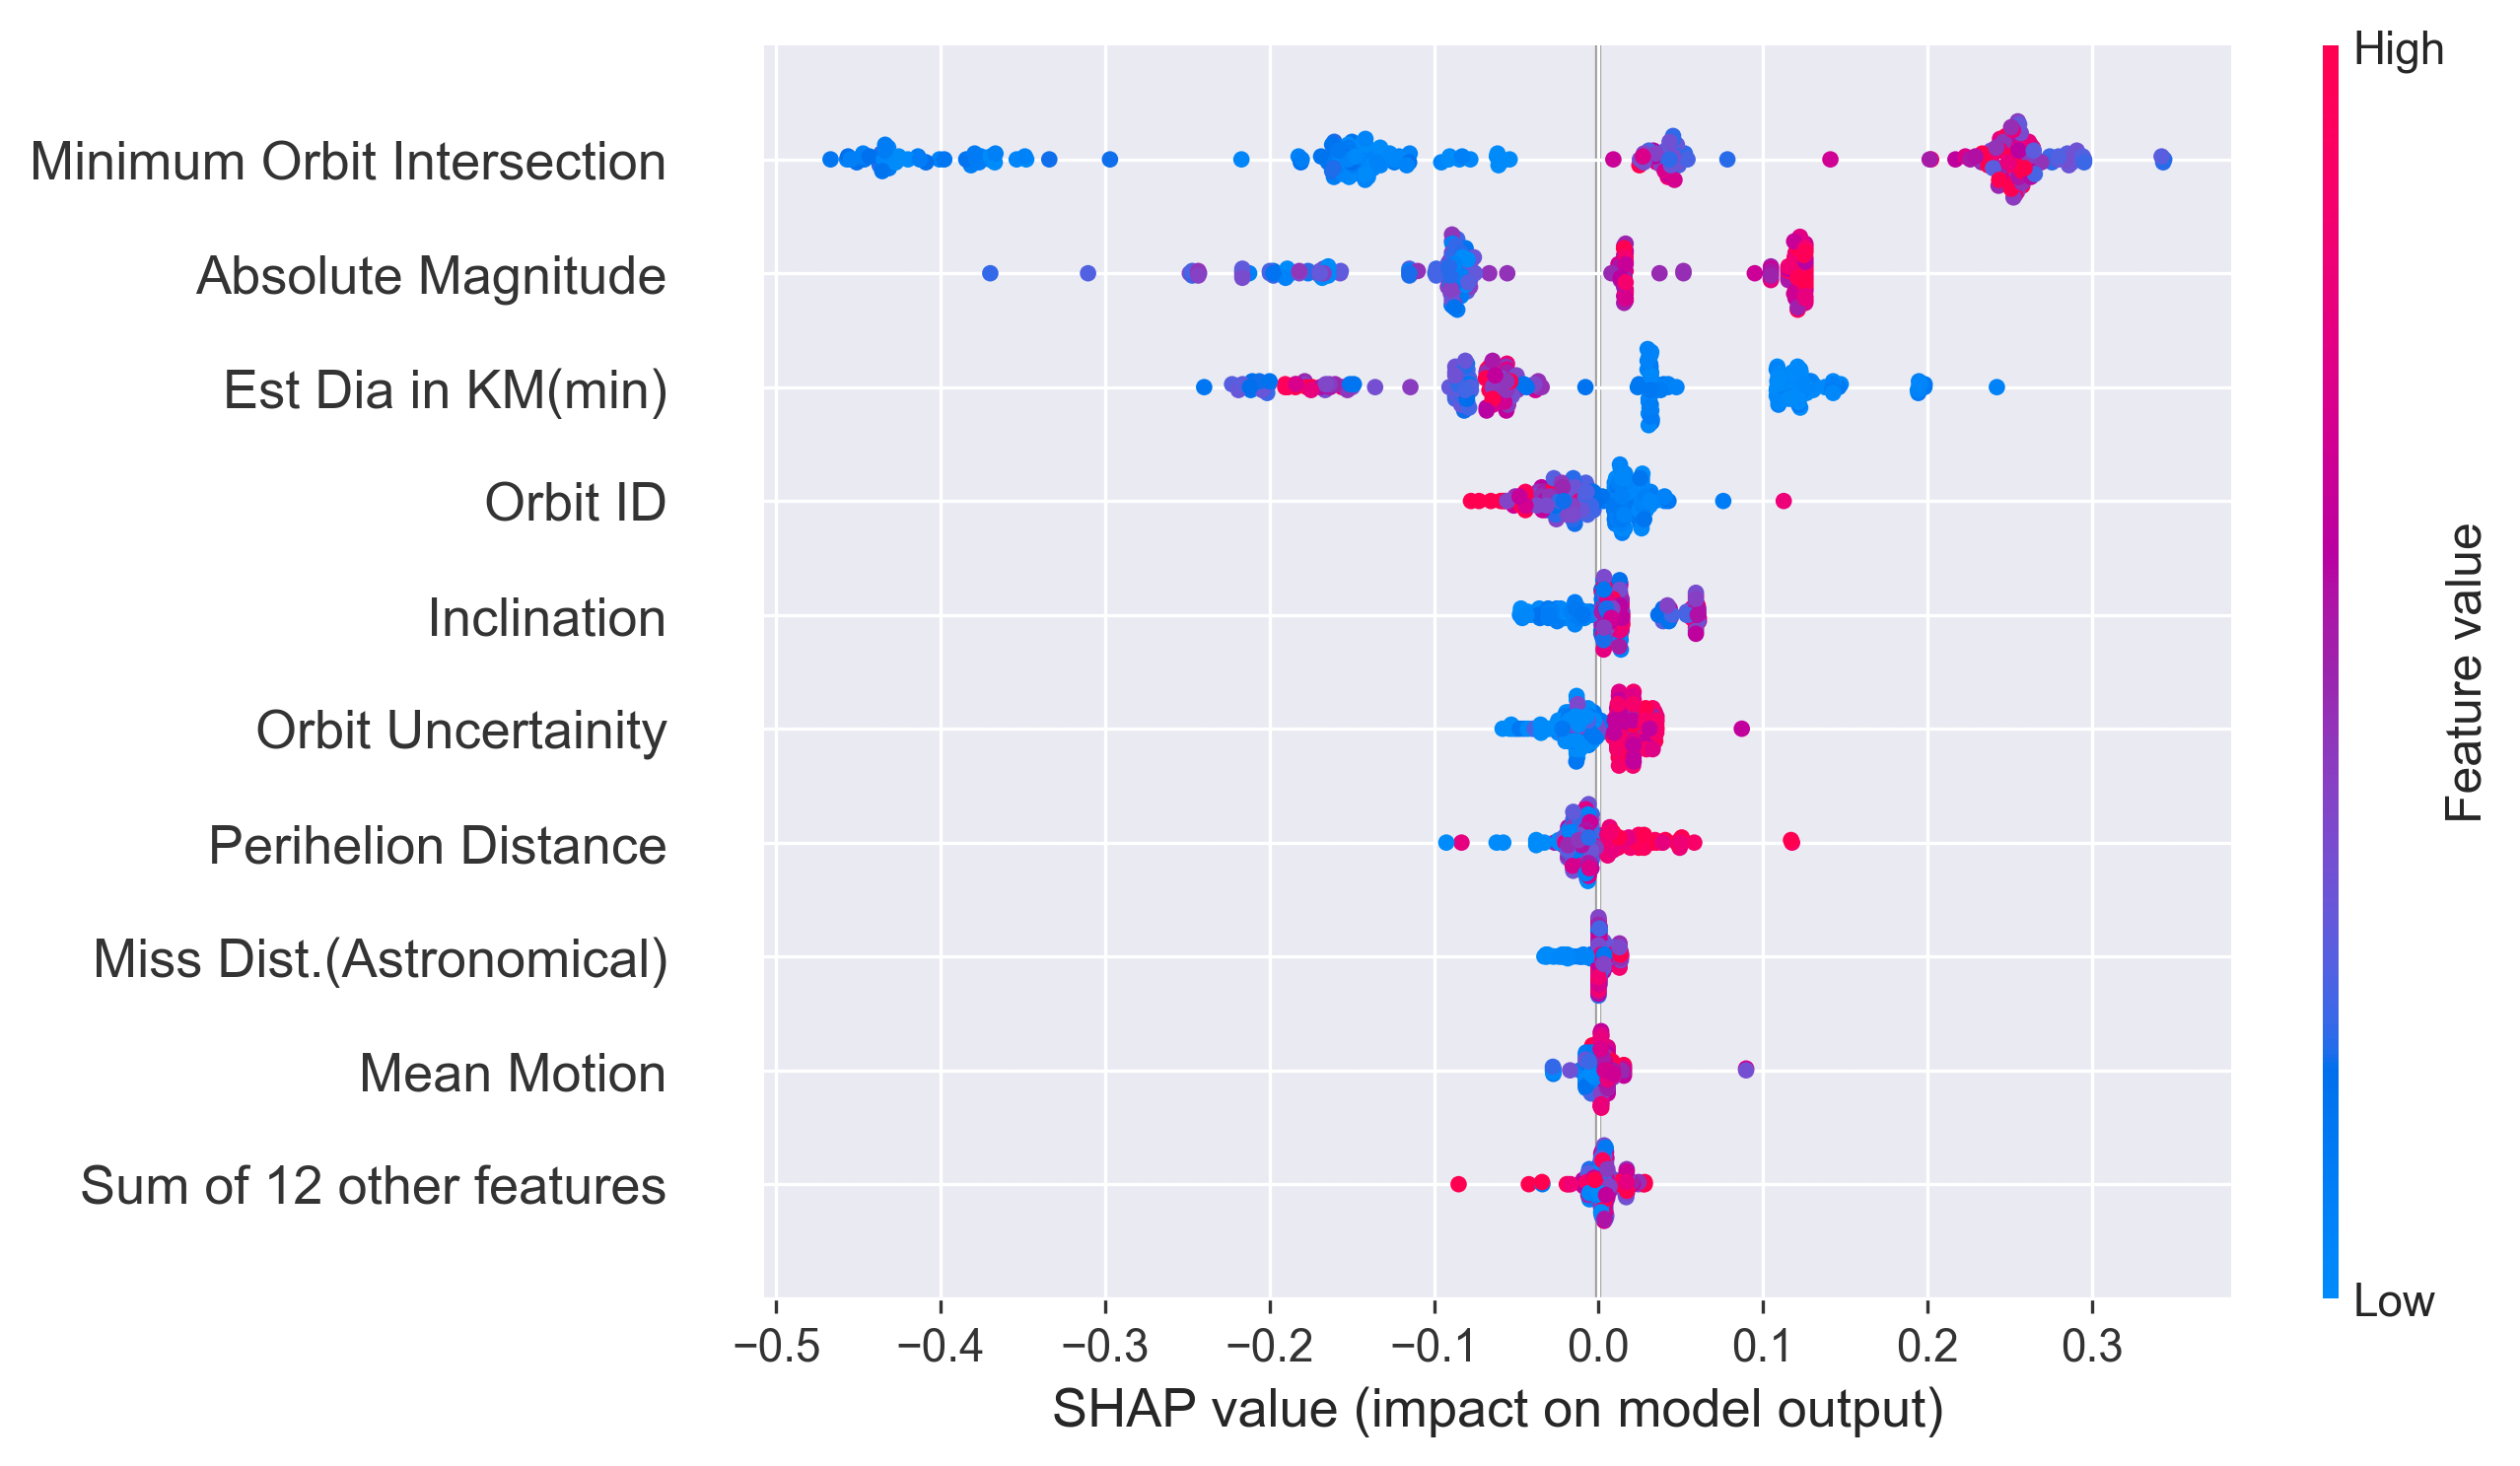 High
Minimum Orbit Intersection
Absolute Magnitude
Est Dia in KM(min)
Orbit ID
Inclination
Orbit Uncertainity
Perihelion Distance
Miss Dist.(Astronomical)
Mean Motion
Sum of 12 other features
Feature value
Low
−0.5 −0.4 −0.3 −0.2 −0.1 0.0 0.1 0.2 0.3
SHAP value (impact on model output)